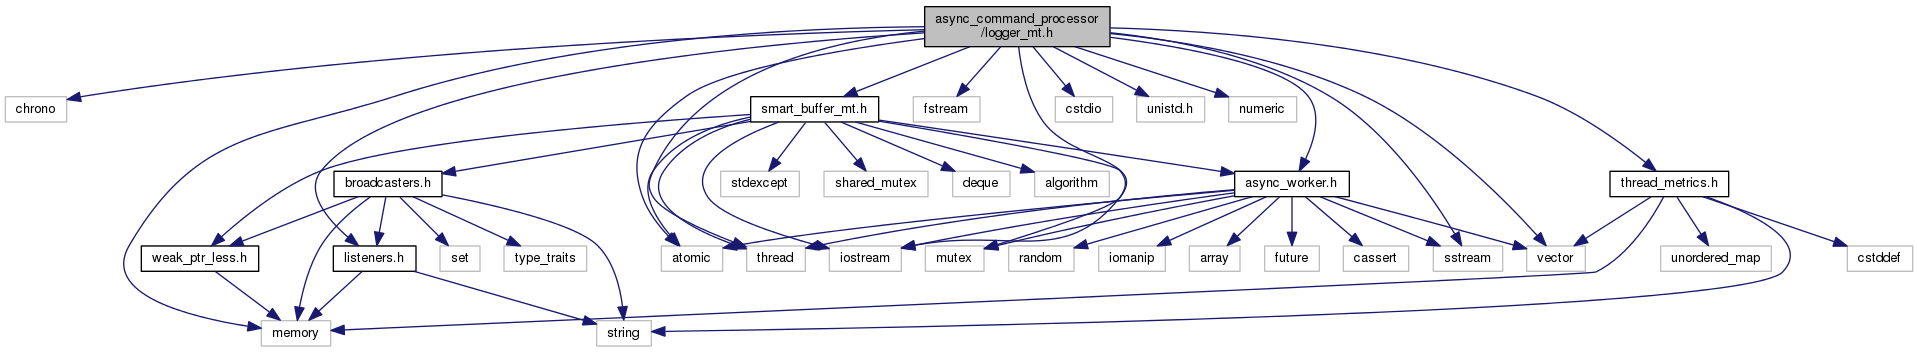 async_command_processor
/logger_mt.h
chrono
smart_buffer_mt.h
fstream
cstdio
unistd.h
numeric
broadcasters.h
stdexcept
shared_mutex
deque
algorithm
async_worker.h
thread_metrics.h
weak_ptr_less.h
listeners.h
set
type_traits
atomic
thread
iostream
mutex
random
iomanip
array
future
cassert
sstream
vector
unordered_map
cstddef
memory
string